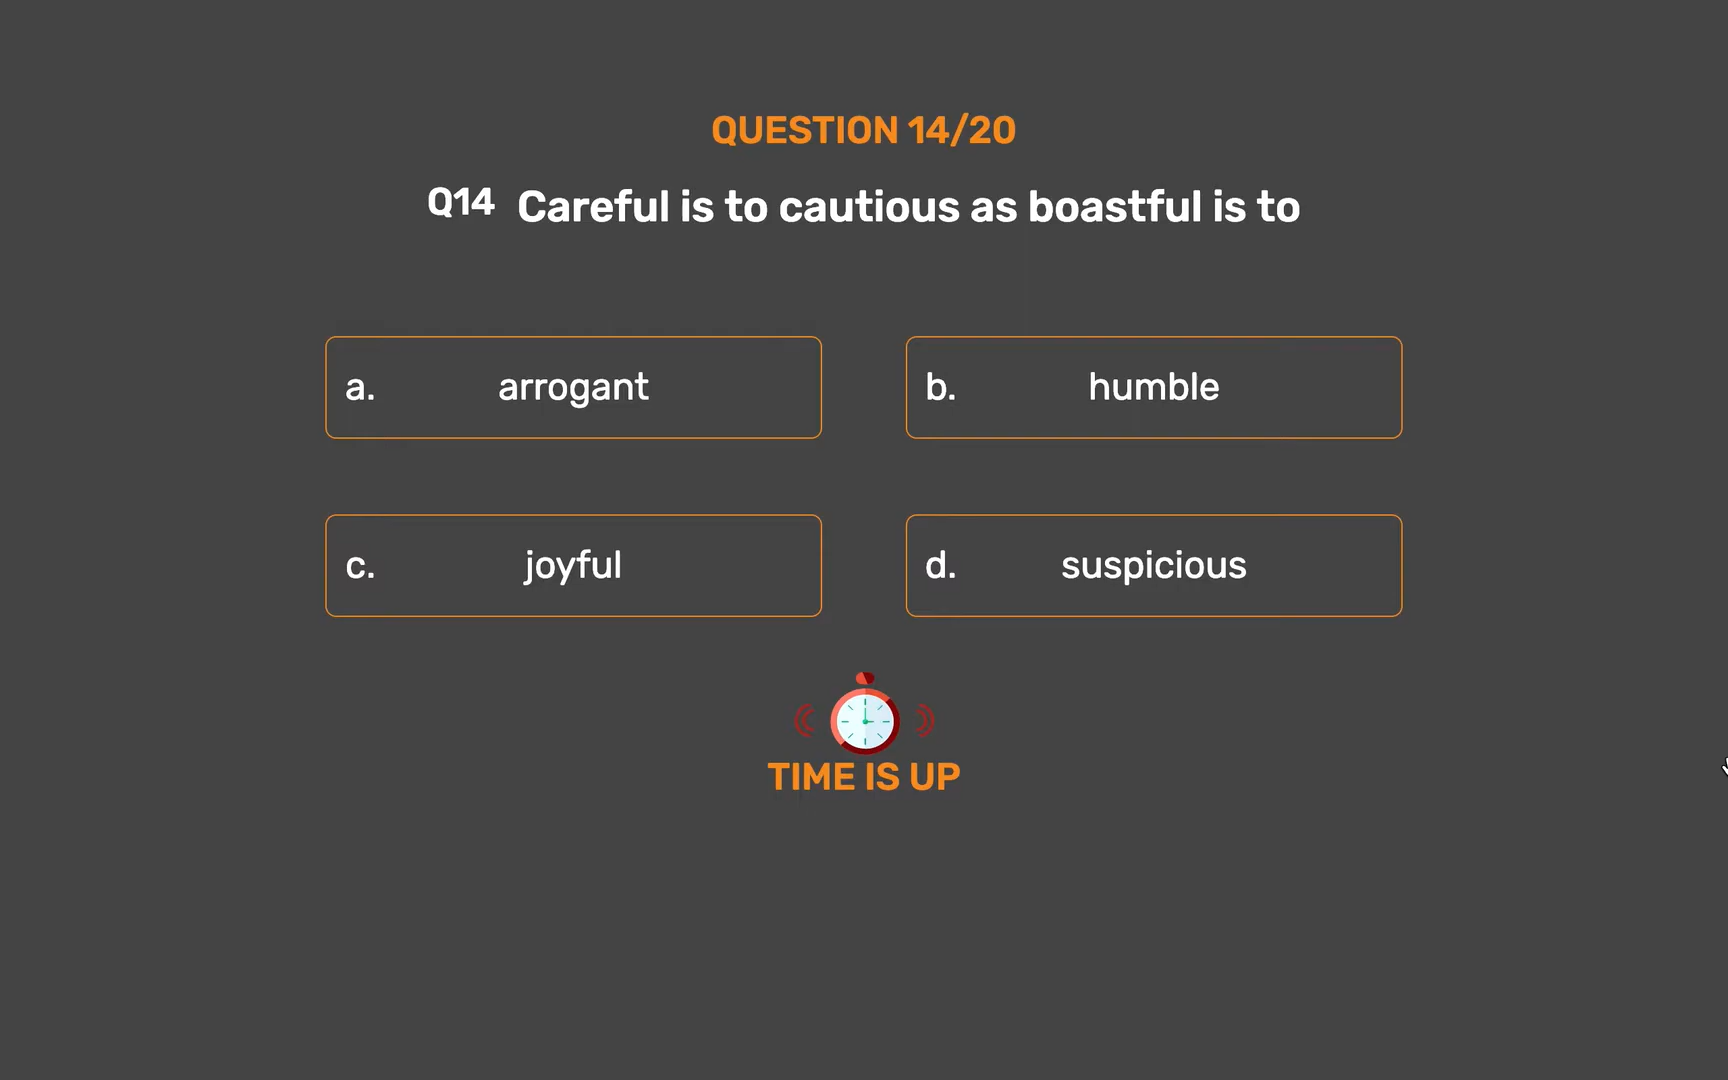 QUESTION 14/20
Q14 Careful is to cautious as boastful is to
a. arrogant
b. humble
c. joyful
d. suspicious
TIME IS UP